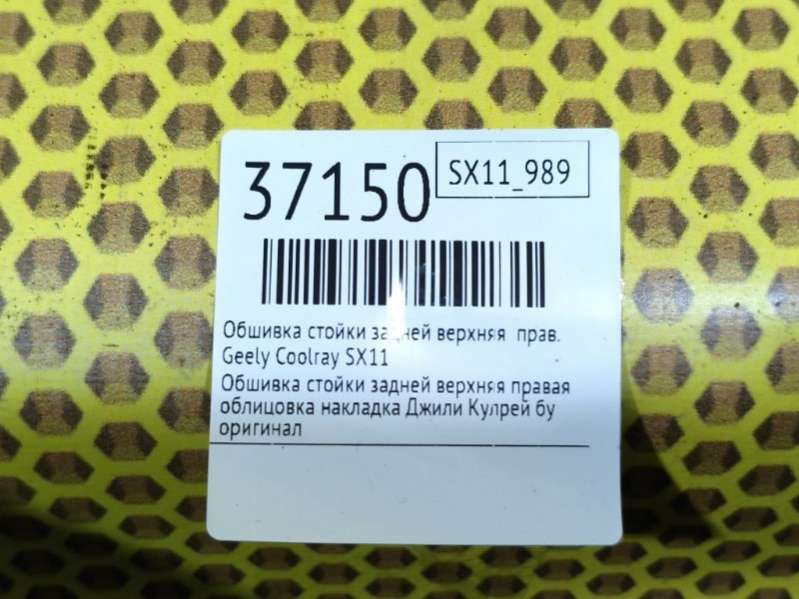 37150
SX11_989
Обшивка стойки задней верхняя прав.
Geely Coolray SX11
Обшивка стойки задней верхняя правая
облицовка накладка Джили Кулрей бу
оригинал